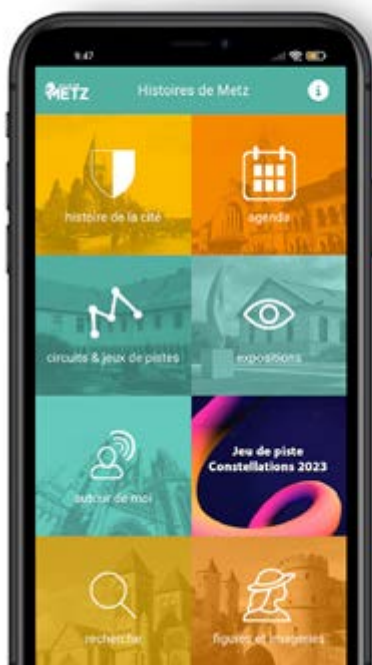 9:47
METZ
Histoires de Metz
histoire de la cité
agenda
circuits & jeux de pistes
expositions
autour de moi
Jeu de piste
Constellations 2023
recherche
figures et imageries